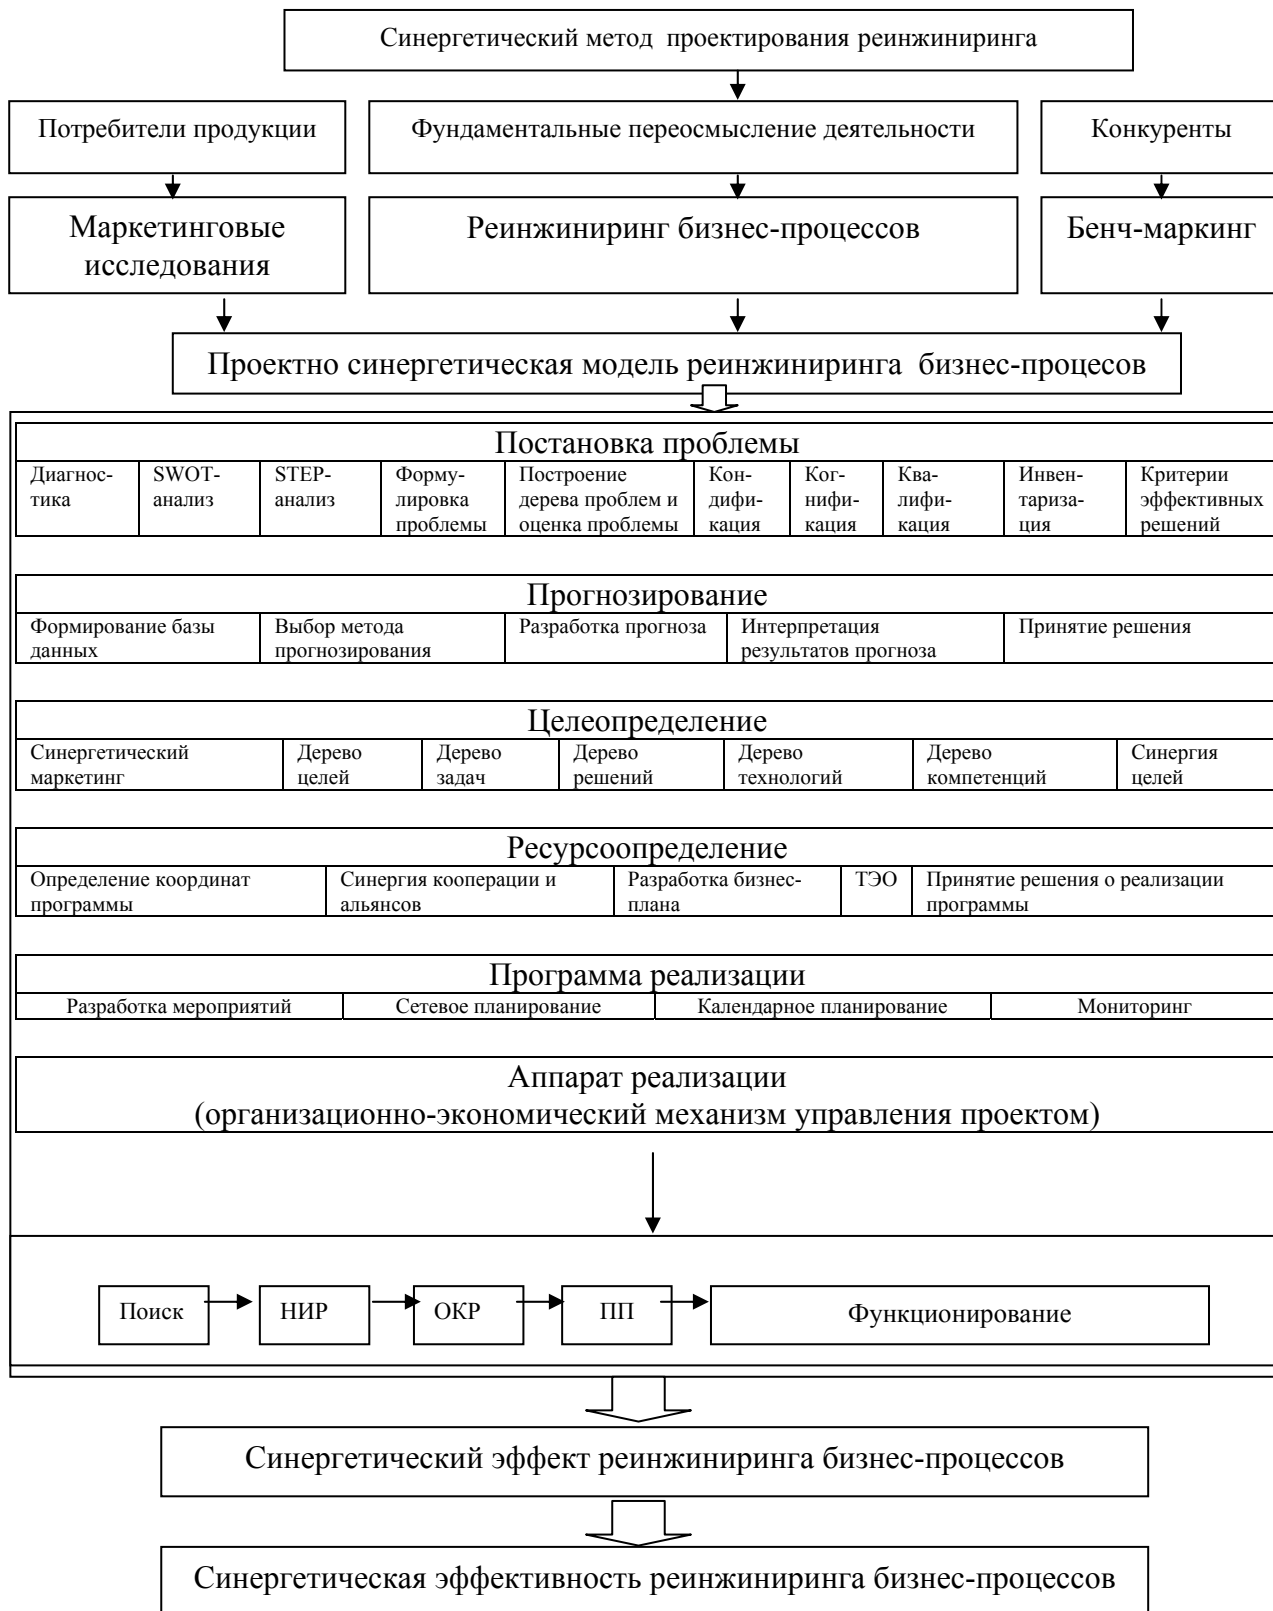 Синергетический метод проектирования реинжиниринга
Потребители продукции
Фундаментальные переосмысление деятельности
Конкуренты
Маркетинговые
исследования
Реинжиниринг бизнес-процессов
Бенч-маркинг
Проектно синергетическая модель реинжиниринга бизнес-процесов
Постановка проблемы
Диагнос-
тика
SWOT-
анализ
STEP-
анализ
Форму-
лировка
проблемы
Построение
дерева проблем и
оценка проблемы
Кон-
дифи-
кация
Ког-
нифи-
кация
Ква-
лифи-
кация
Инвен-
тариза-
ция
Критерии
эффективных
решений
Прогнозирование
Формирование базы
данных
Выбор метода
прогнозирования
Разработка прогноза
Интерпретация
результатов прогноза
Принятие решения
Целеопределение
Синергетический
маркетинг
Дерево
целей
Дерево
задач
Дерево
решений
Дерево
технологий
Дерево
компетенций
Синергия
целей
Ресурсоопределение
Определение координат
программы
Синергия кооперации и
альянсов
Разработка бизнес-
плана
ТЭО
Принятие решения о реализации
программы
Программа реализации
Разработка мероприятий
Сетевое планирование
Календарное планирование
Мониторинг
Аппарат реализации
(организационно-экономический механизм управления проектом)
Поиск
НИР
ОКР
ПП
Функционирование
Синергетический эффект реинжиниринга бизнес-процессов
Синергетическая эффективность реинжиниринга бизнес-процессов